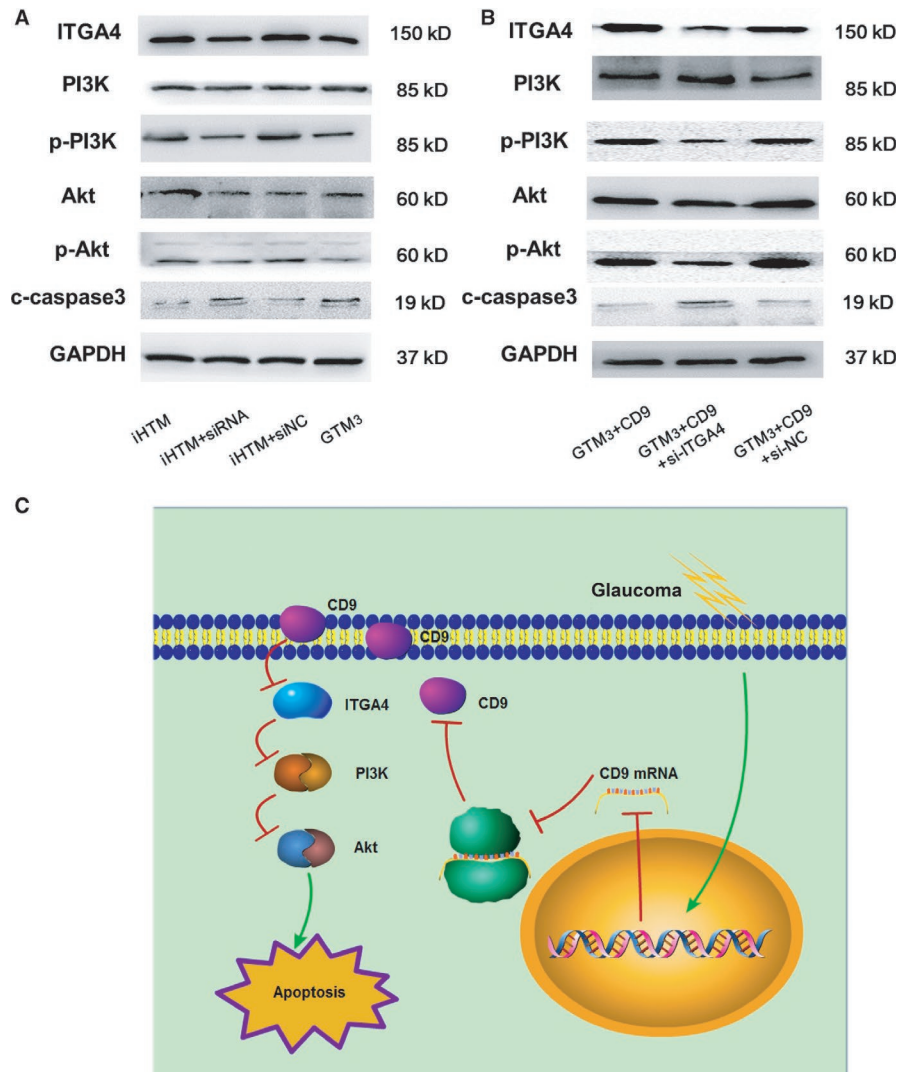 A
ITGA4
150 kD
PI3K
85 kD
p-PI3K
85 kD
Akt
60 kD
p-Akt
60 kD
c-caspase3
19 kD
GAPDH
37 kD
iHTM
iHTM+siRNA
iHTM+siNC
GTM3
B
ITGA4
150 kD
PI3K
85 kD
p-PI3K
85 kD
Akt
60 kD
p-Akt
60 kD
c-caspase3
19 kD
GAPDH
37 kD
GTM3+CD9
GTM3+CD9
+si-ITGA4
GTM3+CD9
+si-NC
C
Glaucoma
CD9
CD9
ITGA4
CD9
PI3K
CD9 mRNA
Akt
Apoptosis